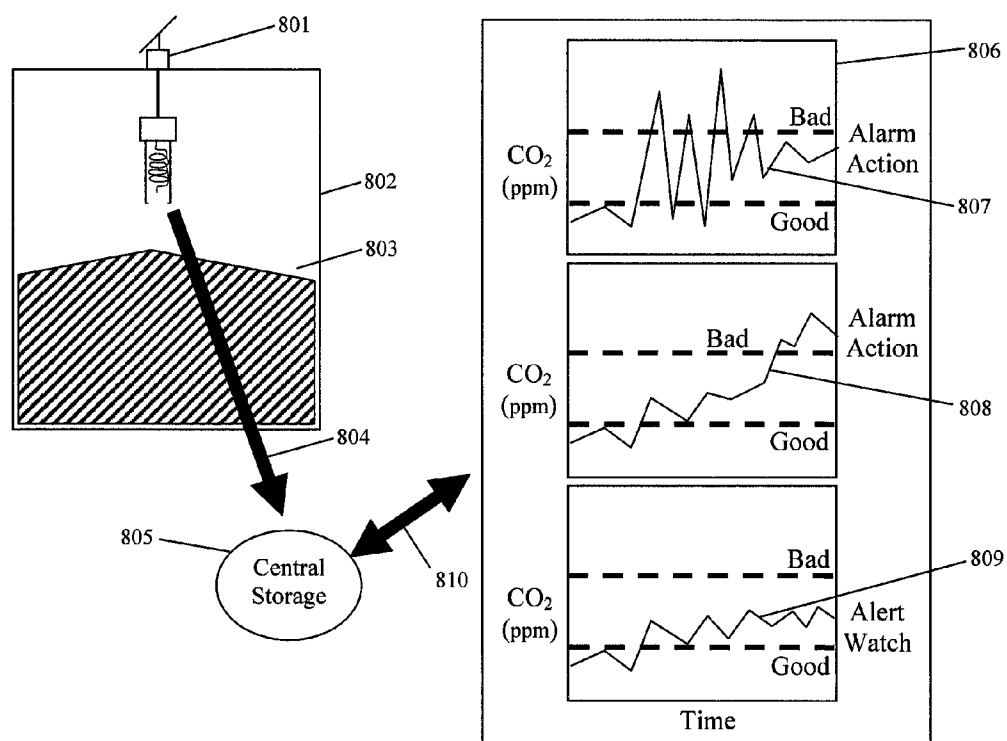 801
802
803
804
805
Central
Storage
810
806
CO₂
(ppm)
Bad
Good
Alarm
Action
807
CO₂
(ppm)
Bad
Good
Alarm
Action
808
CO₂
(ppm)
Bad
Good
809
Alert
Watch
Time